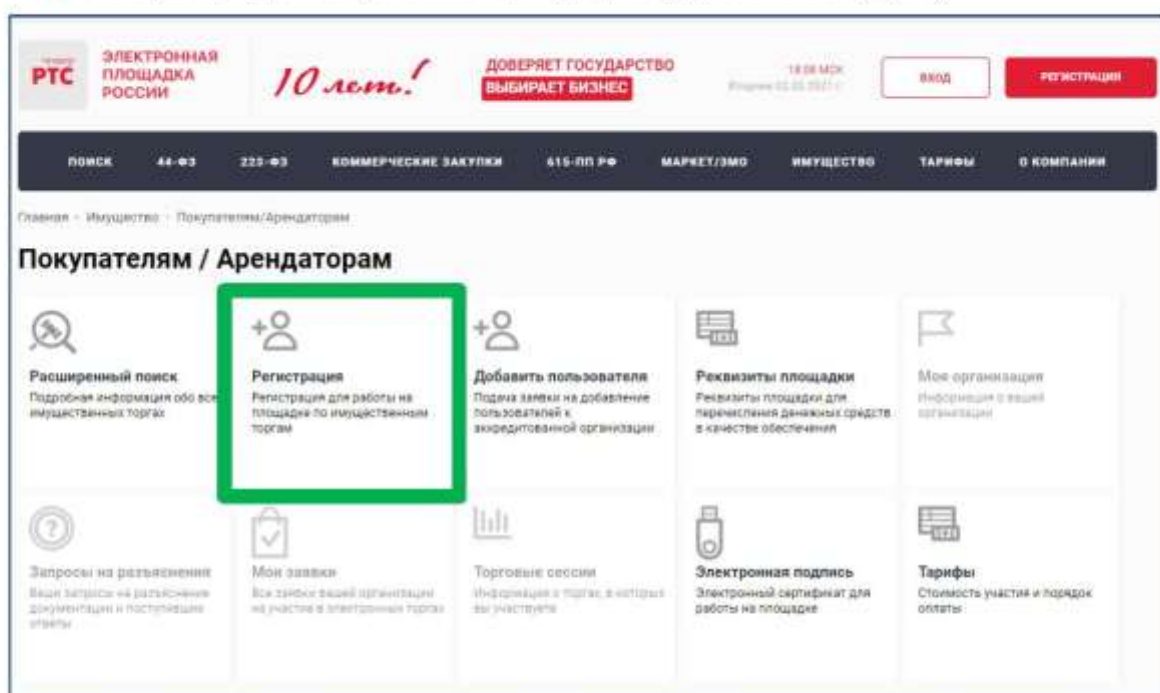 РТС
ЭЛЕКТРОННАЯ
ПЛОЩАДКА
РОССИИ
10 лет!
ДОВЕРЯЕТ ГОСУДАРСТВО
ВЫБИРАЕТ БИЗНЕС
18:08 МСК
ВХОД
РЕГИСТРАЦИЯ
ПОИСК 44-ФЗ 223-ФЗ КОММЕРЧЕСКИЕ ЗАКУПКИ 615-ПП РФ МАРКЕТ/ЗМО ИМУЩЕСТВО ТАРИФЫ О КОМПАНИИ
Главная - Имущество - Покупателям/Арендаторам
Покупателям / Арендаторам
Расширенный поиск
Подробная информация обо все
имущественных торгах
Регистрация
Регистрация для работы на
площадке по имущественным
торгам
Добавить пользователя
Подача заявки на добавление
пользователей к
аккредитованной организации
Реквизиты площадки
Реквизиты площадки для
перечисления денежных средств
в качестве обеспечения
Моя организация
Информация о вашей
организации
Запросы на разъяснения
Ваши запросы на разъяснение
документации и поступившие
ответы
Мои заявки
Все заявки вашей организации
на участие в электронных торгах
Торговые сессии
Информация о торгах, в которых
вы участвуете
Электронная подпись
Электронный сертификат для
работы на площадке
Тарифы
Стоимость участия и порядок
оплаты